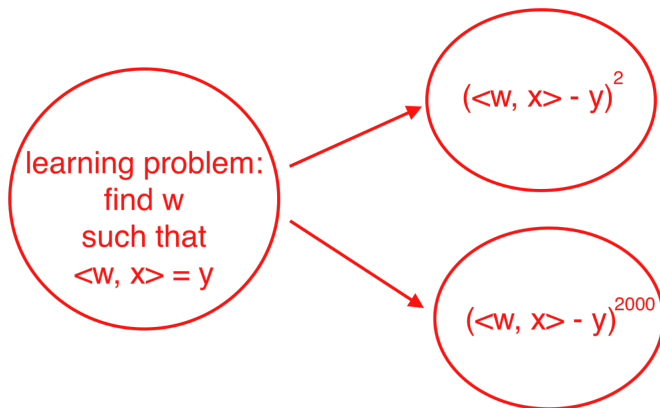 learning problem:
find w
such that
<w, x> = y
(<w, x> - y)²
(<w, x> - y)²⁰⁰⁰